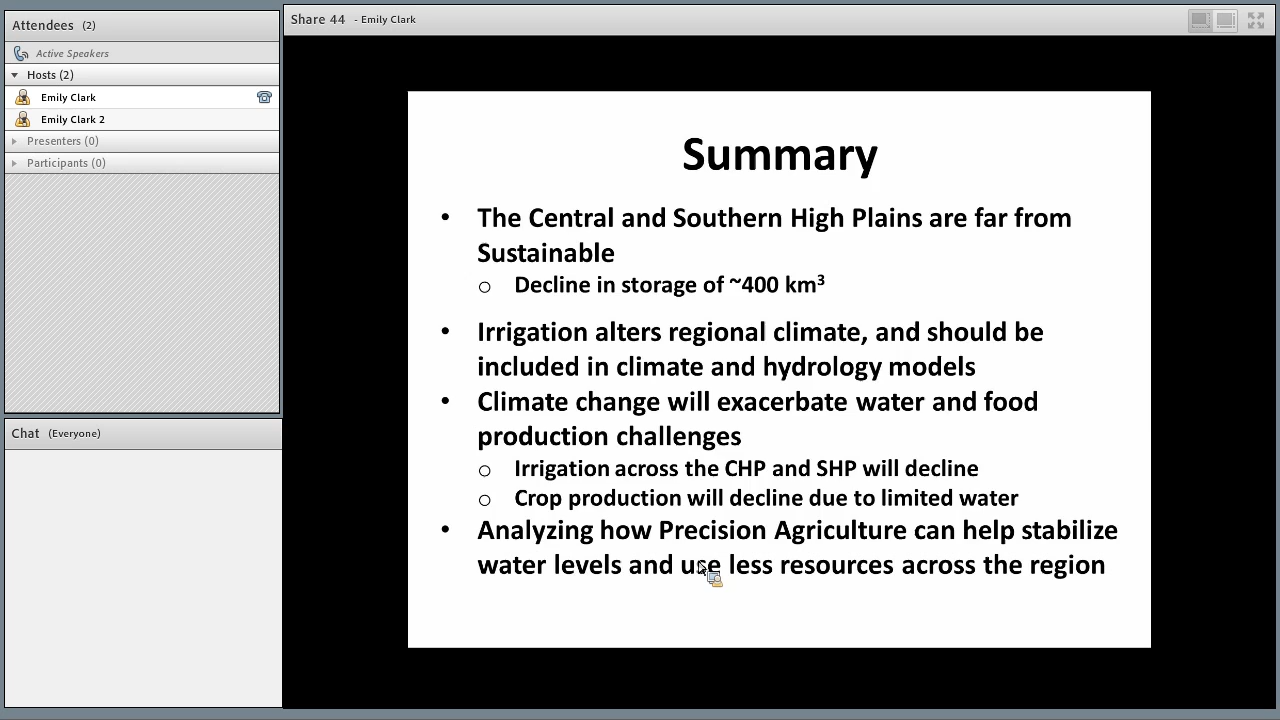 Attendees (2)
Active Speakers
Hosts (2)
Emily Clark
Emily Clark 2
Presenters (0)
Participants (0)
Chat (Everyone)
Share 44 - Emily Clark
Summary
• The Central and Southern High Plains are far from
Sustainable
o Decline in storage of ~400 km³
• Irrigation alters regional climate, and should be
included in climate and hydrology models
• Climate change will exacerbate water and food
production challenges
o Irrigation across the CHP and SHP will decline
o Crop production will decline due to limited water
• Analyzing how Precision Agriculture can help stabilize
water levels and use less resources across the region